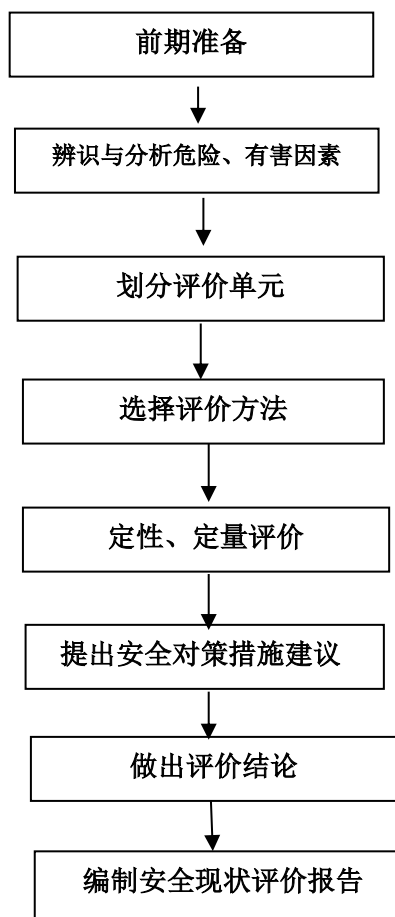 前期准备
辨识与分析危险、有害因素
划分评价单元
选择评价方法
定性、定量评价
提出安全对策措施建议
做出评价结论
编制安全现状评价报告